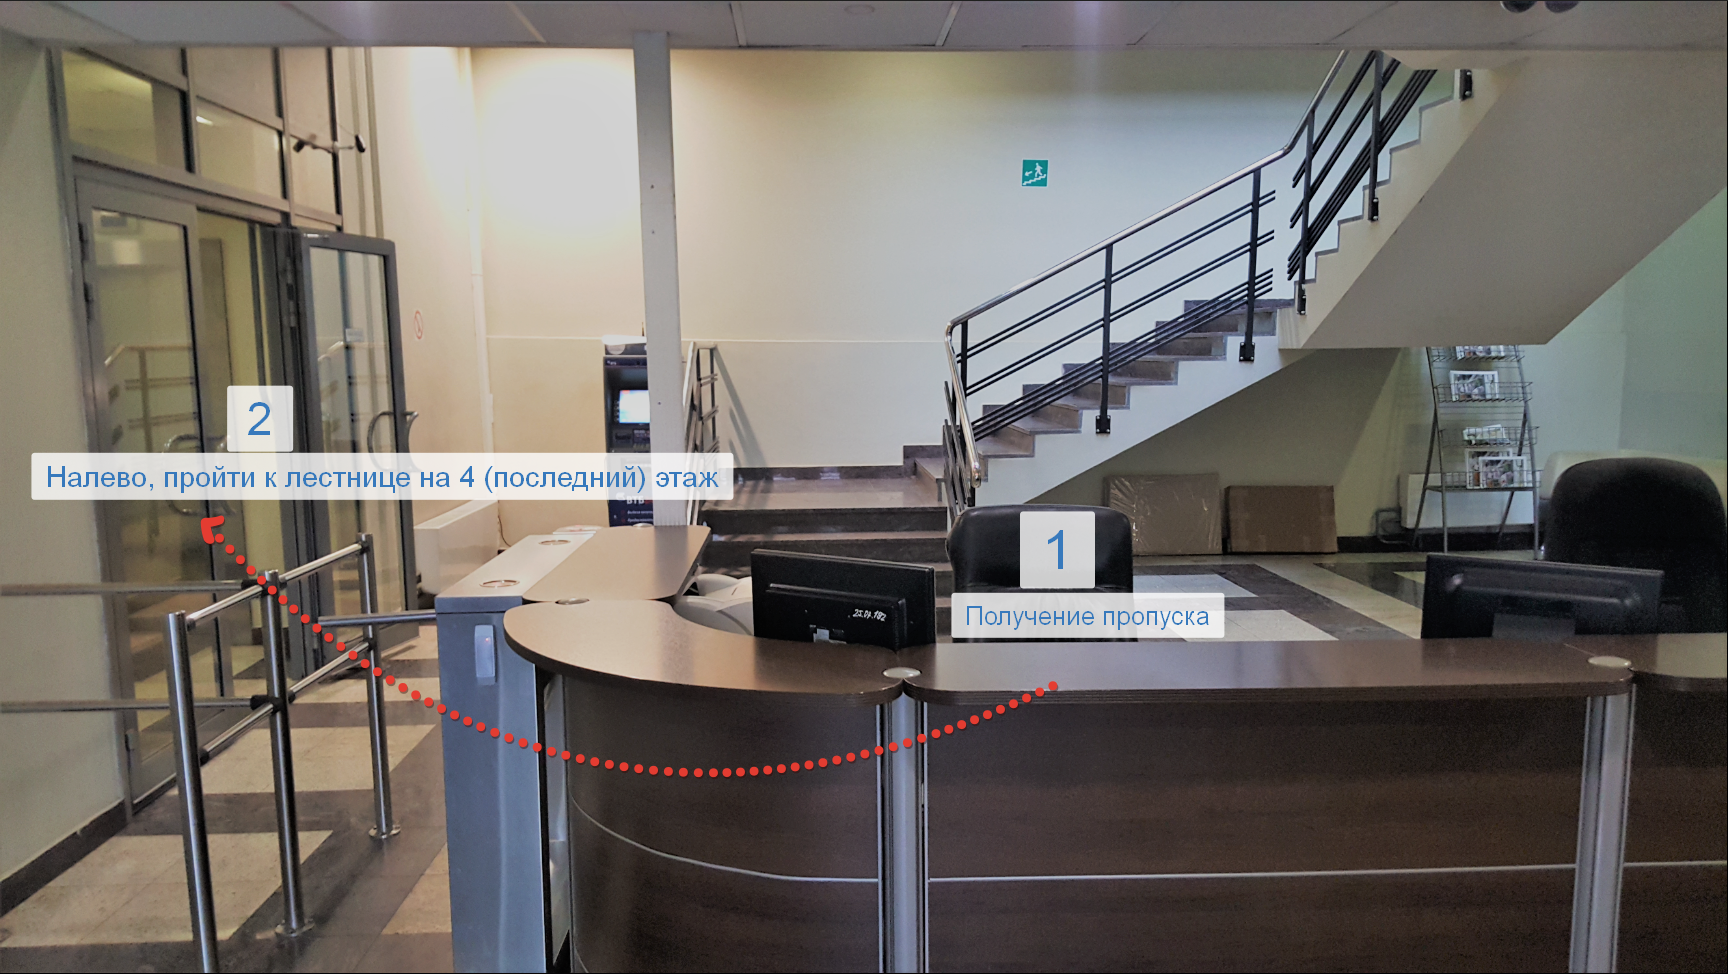 2
Налево, пройти к лестнице на 4 (последний) этаж
1
Получение пропуска